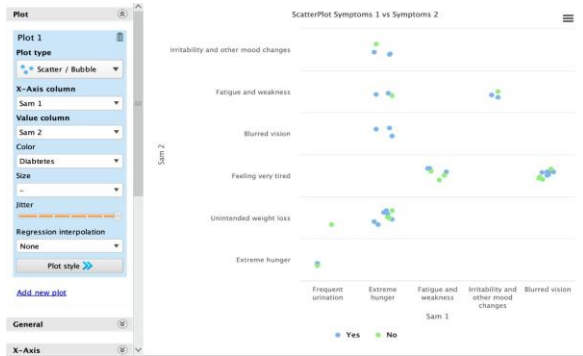 Plot
Plot 1
Plot type
Scatter / Bubble
X-Axis column
Sam 1
Value column
Sam 2
Color
Diabtetes
Size
–
Jitter
Regression interpolation
None
Plot style
Add new plot
General
X-Axis
ScatterPlot Symptoms 1 vs Symptoms 2
Sam 2
Irritability and other mood changes
Fatigue and weakness
Blurred vision
Feeling very tired
Unintended weight loss
Extreme hunger
Frequent
urination
Extreme
hunger
Fatigue and
weakness
Irritability and
other mood
changes
Blurred vision
Sam 1
Yes
No